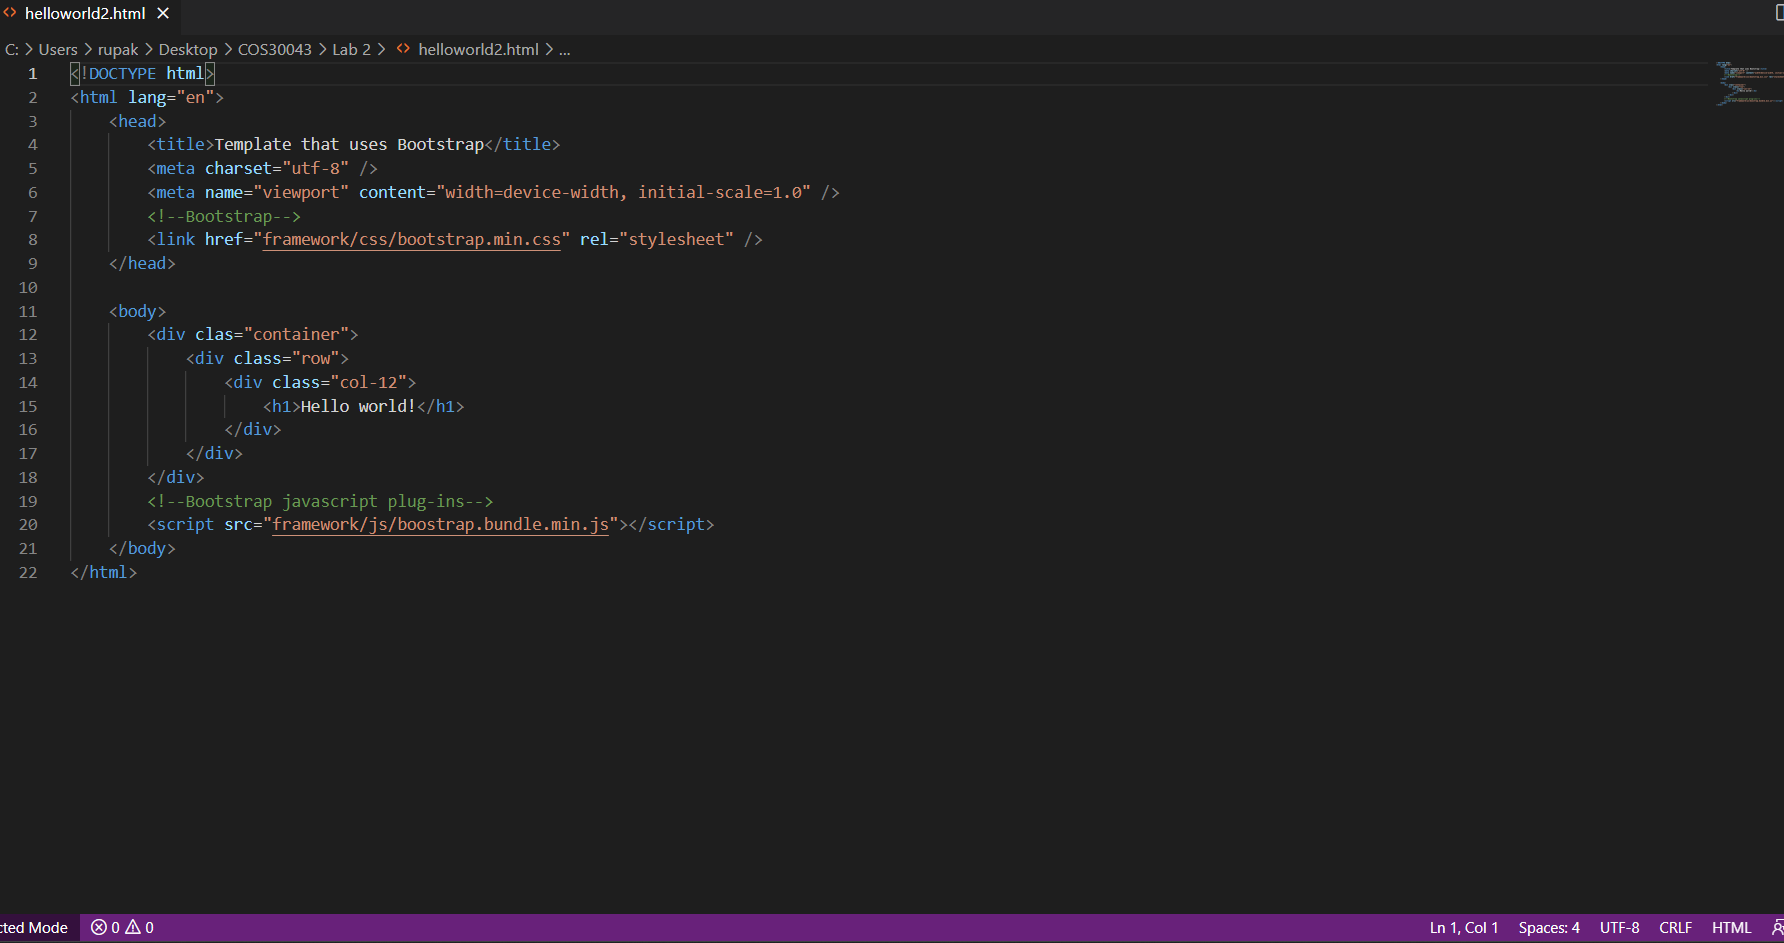 helloworld2.html
C: > Users > rupak > Desktop > COS30043 > Lab 2 > helloworld2.html > ...
1 <!DOCTYPE html>
2 <html lang="en">
3 <head>
4 <title>Template that uses Bootstrap</title>
5 <meta charset="utf-8" />
6 <meta name="viewport" content="width=device-width, initial-scale=1.0" />
7 <!--Bootstrap-->
8 <link href="framework/css/bootstrap.min.css" rel="stylesheet" />
9 </head>
10
11 <body>
12 <div clas="container">
13 <div class="row">
14 <div class="col-12">
15 <h1>Hello world!</h1>
16 </div>
17 </div>
18 </div>
19 <!--Bootstrap javascript plug-ins-->
20 <script src="framework/js/boostrap.bundle.min.js"></script>
21 </body>
22 </html>
cted Mode 0 0 Ln 1, Col 1 Spaces: 4 UTF-8 CRLF HTML